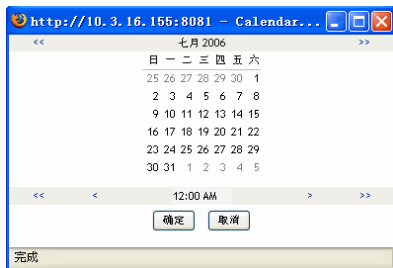 http://10.3.16.155:8081 - Calendar...
<< 七月 2006 >>
日 一 二 三 四 五 六
25 26 27 28 29 30 1
2 3 4 5 6 7 8
9 10 11 12 13 14 15
16 17 18 19 20 21 22
23 24 25 26 27 28 29
30 31 1 2 3 4 5
<< < 12:00 AM > >>
确定 取消
完成